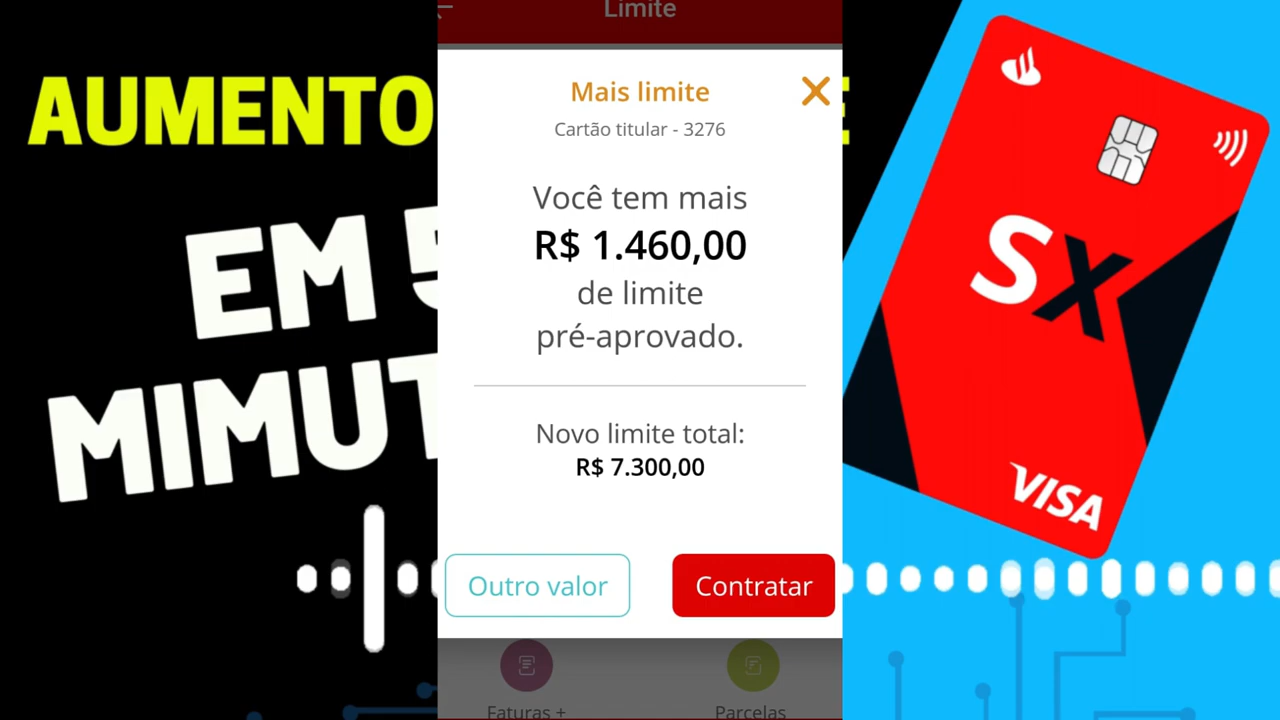 Limite
AUMENTO
EM 5
MIMUT
Mais limite
Cartão titular - 3276
Você tem mais
R$ 1.460,00
de limite
pré-aprovado.
Novo limite total:
R$ 7.300,00
Outro valor
Contratar
Faturas +
Parcelas
SX
VISA